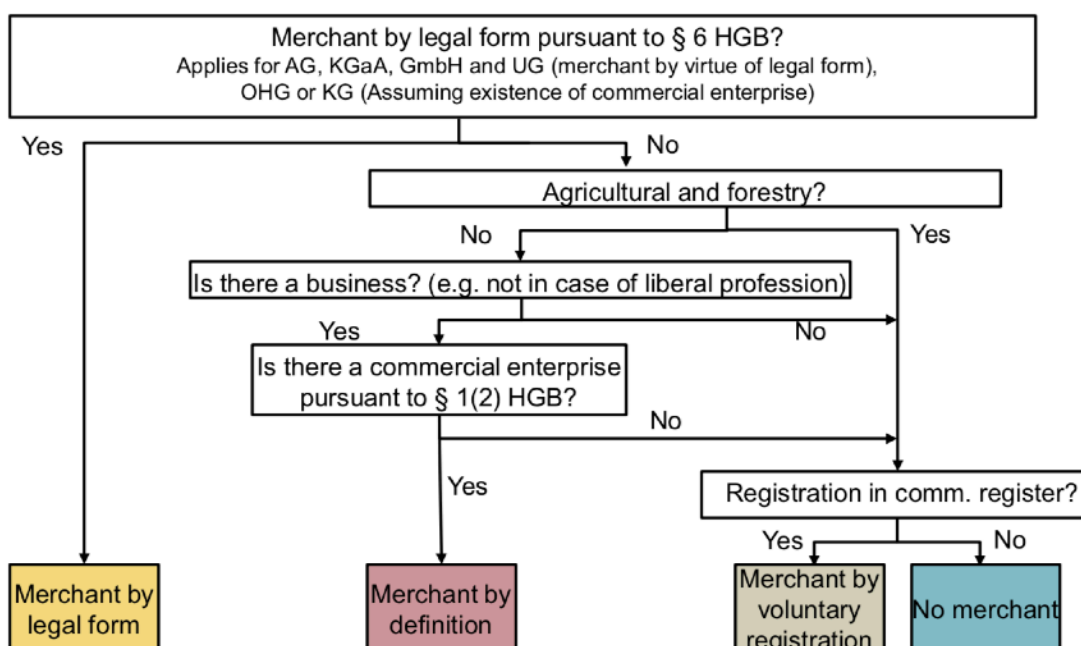 Merchant by legal form pursuant to § 6 HGB?
Applies for AG, KGaA, GmbH and UG (merchant by virtue of legal form),
OHG or KG (Assuming existence of commercial enterprise)
Yes
No
Agricultural and forestry?
No
Yes
Is there a business? (e.g. not in case of liberal profession)
Yes
No
Is there a commercial enterprise
pursuant to § 1(2) HGB?
No
Yes
Registration in comm. register?
Yes
No
Merchant by
legal form
Merchant by
definition
Merchant by
voluntary
registration
No merchant